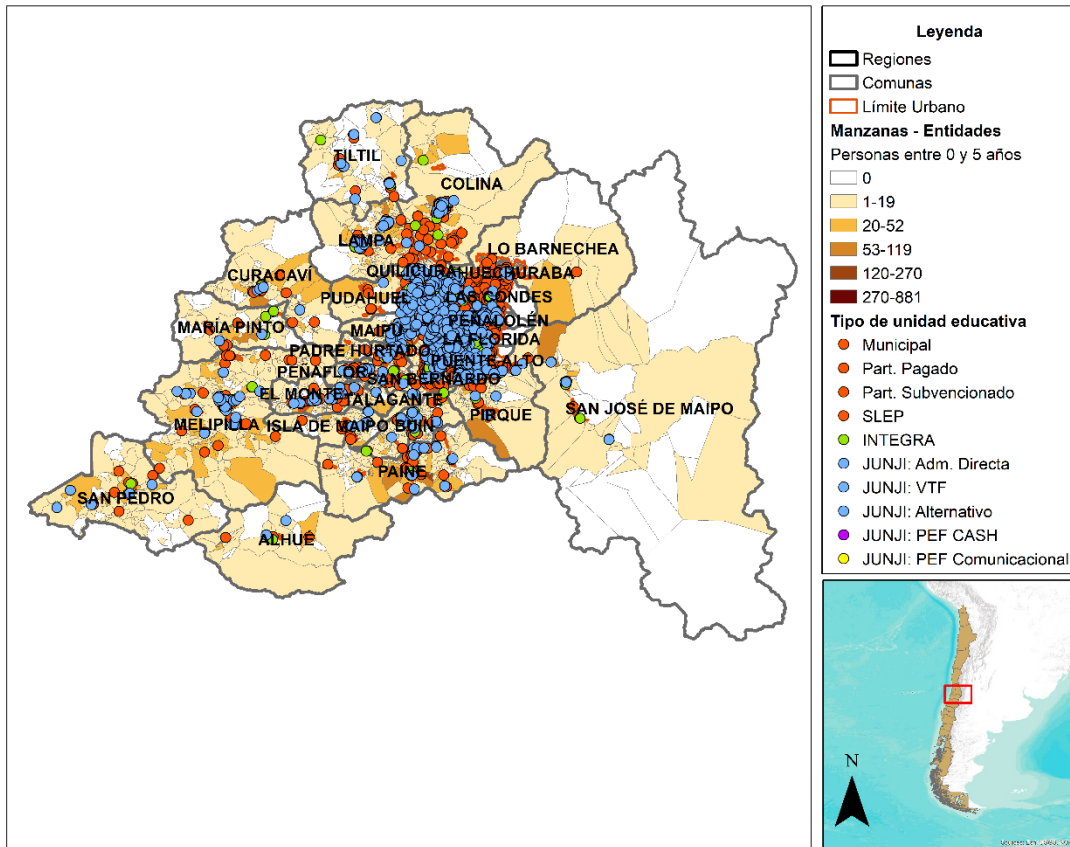 TILTIL
COLINA
LAMPA
LO BARNECHEA
QUILICURA
HUECHURABA
CURACAVÍ
PUDAHUEL
LAS CONDES
MARÍA PINTO
MAIPÚ
PEÑALOLÉN
LA FLORIDA
PADRE HURTADO
PUENTE ALTO
PEÑAFLOR
SAN BERNARDO
EL MONTE
TALAGANTE
PIRQUE
SAN JOSÉ DE MAIPO
MELIPILLA
ISLA DE MAIPO
BUIN
PAINE
SAN PEDRO
ALHUÉ
Leyenda
Regiones
Comunas
Límite Urbano
Manzanas - Entidades
Personas entre 0 y 5 años
0
1-19
20-52
53-119
120-270
270-881
Tipo de unidad educativa
Municipal
Part. Pagado
Part. Subvencionado
SLEP
INTEGRA
JUNJI: Adm. Directa
JUNJI: VTF
JUNJI: Alternativo
JUNJI: PEF CASH
JUNJI: PEF Comunicacional
N